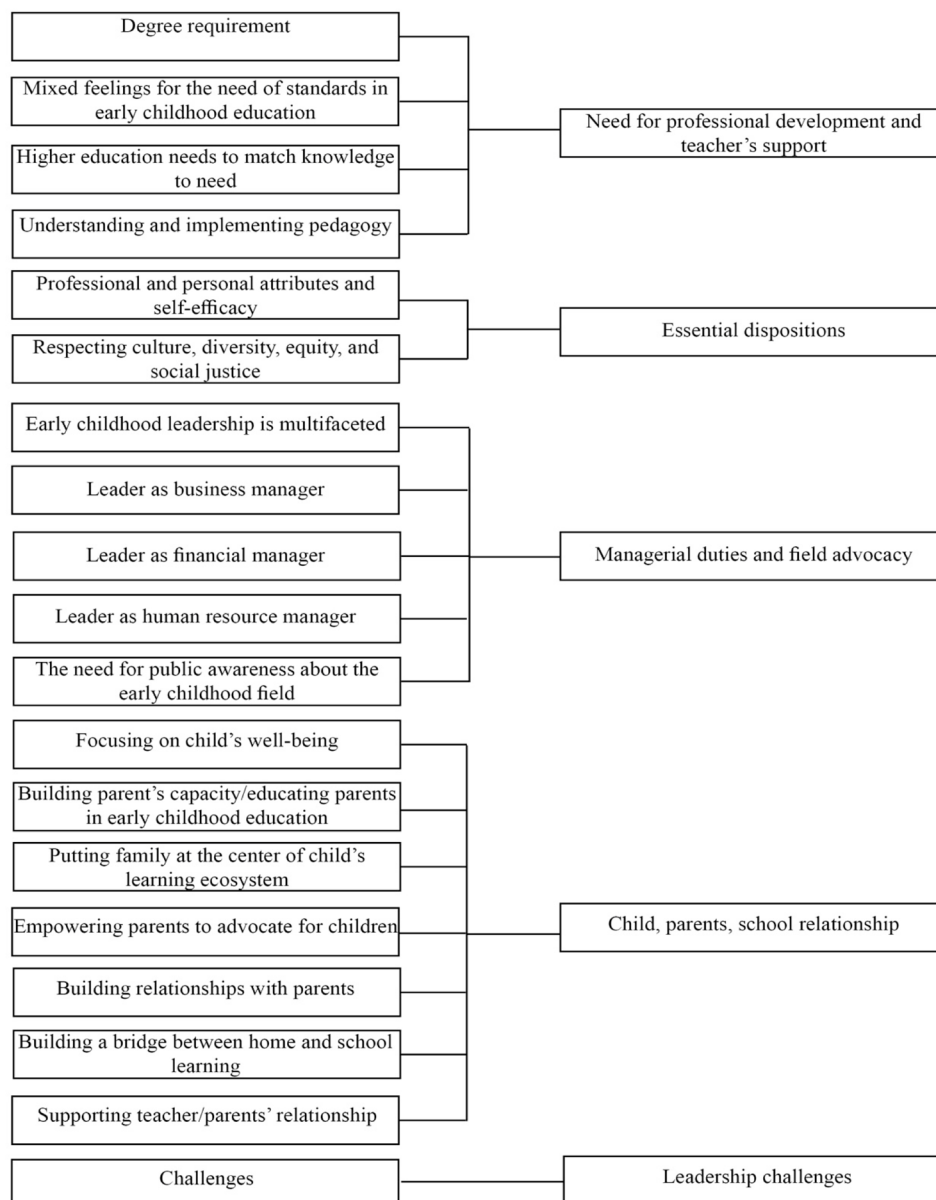 Degree requirement
Mixed feelings for the need of standards in
early childhood education
Higher education needs to match knowledge
to need
Understanding and implementing pedagogy
Need for professional development and
teacher’s support
Professional and personal attributes and
self-efficacy
Respecting culture, diversity, equity, and
social justice
Essential dispositions
Early childhood leadership is multifaceted
Leader as business manager
Leader as financial manager
Leader as human resource manager
The need for public awareness about the
early childhood field
Managerial duties and field advocacy
Focusing on child’s well-being
Building parent’s capacity/educating parents
in early childhood education
Putting family at the center of child’s
learning ecosystem
Empowering parents to advocate for children
Building relationships with parents
Building a bridge between home and school
learning
Supporting teacher/parents’ relationship
Child, parents, school relationship
Challenges
Leadership challenges